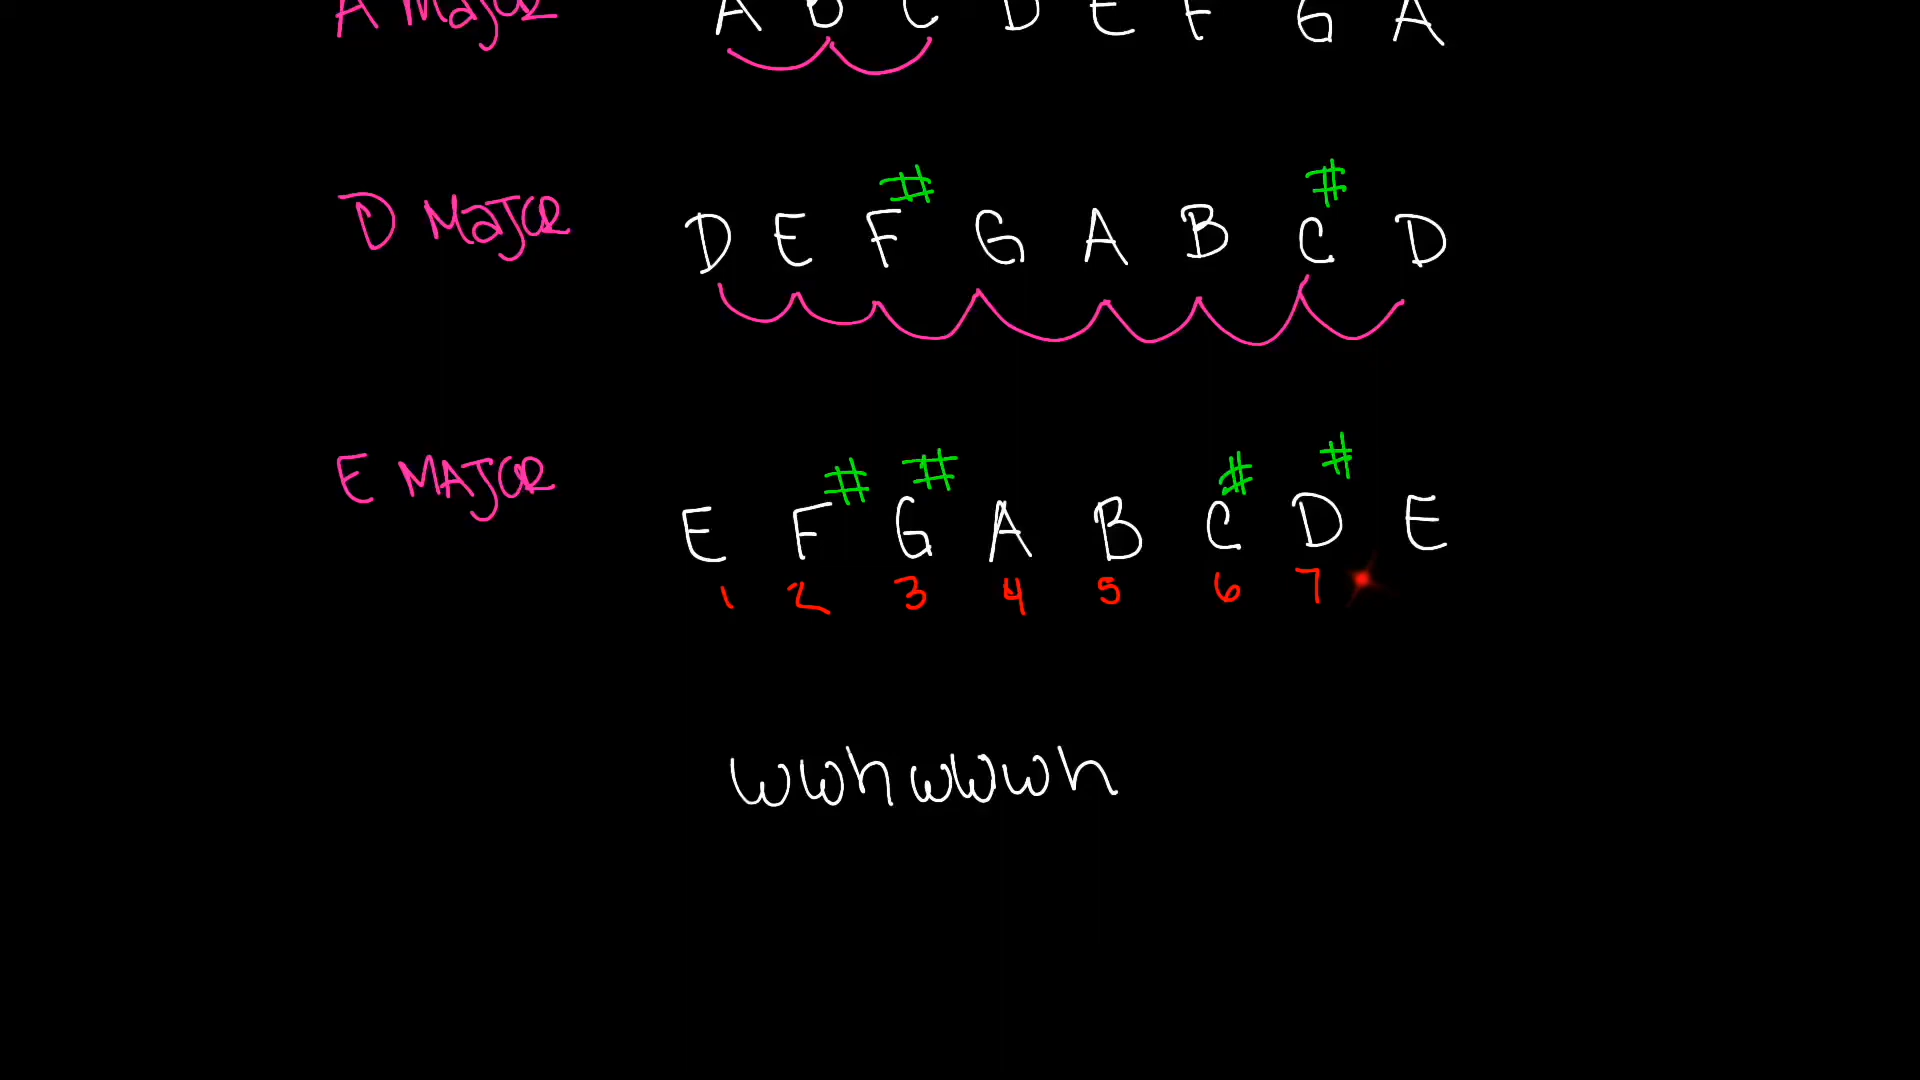 A Major A B C D E F G A
# #
D Major D E F G A B C D
# # # #
E MAJOR E F G A B C D E
1 2 3 4 5 6 7
wwhwwwh